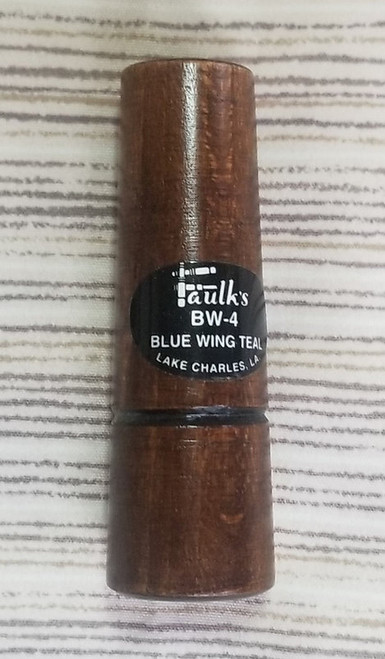 Faulk's
BW-4
BLUE WING TEAL
LAKE CHARLES, LA.